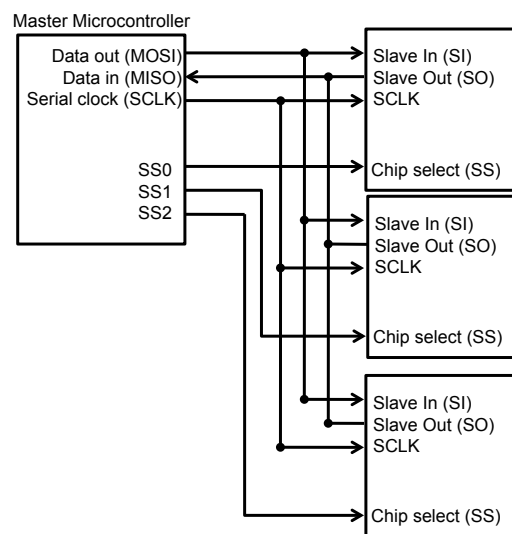 Master Microcontroller
Data out (MOSI)
Data in (MISO)
Serial clock (SCLK)
SS0
SS1
SS2
Slave In (SI)
Slave Out (SO)
SCLK
Chip select (SS)
Slave In (SI)
Slave Out (SO)
SCLK
Chip select (SS)
Slave In (SI)
Slave Out (SO)
SCLK
Chip select (SS)